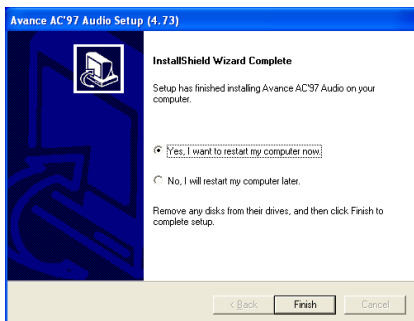 Avance AC'97 Audio Setup (4.73)
InstallShield Wizard Complete
Setup has finished installing Avance AC'97 Audio on your
computer.
Yes, I want to restart my computer now.
No, I will restart my computer later.
Remove any disks from their drives, and then click Finish to
complete setup.
< Back Finish Cancel